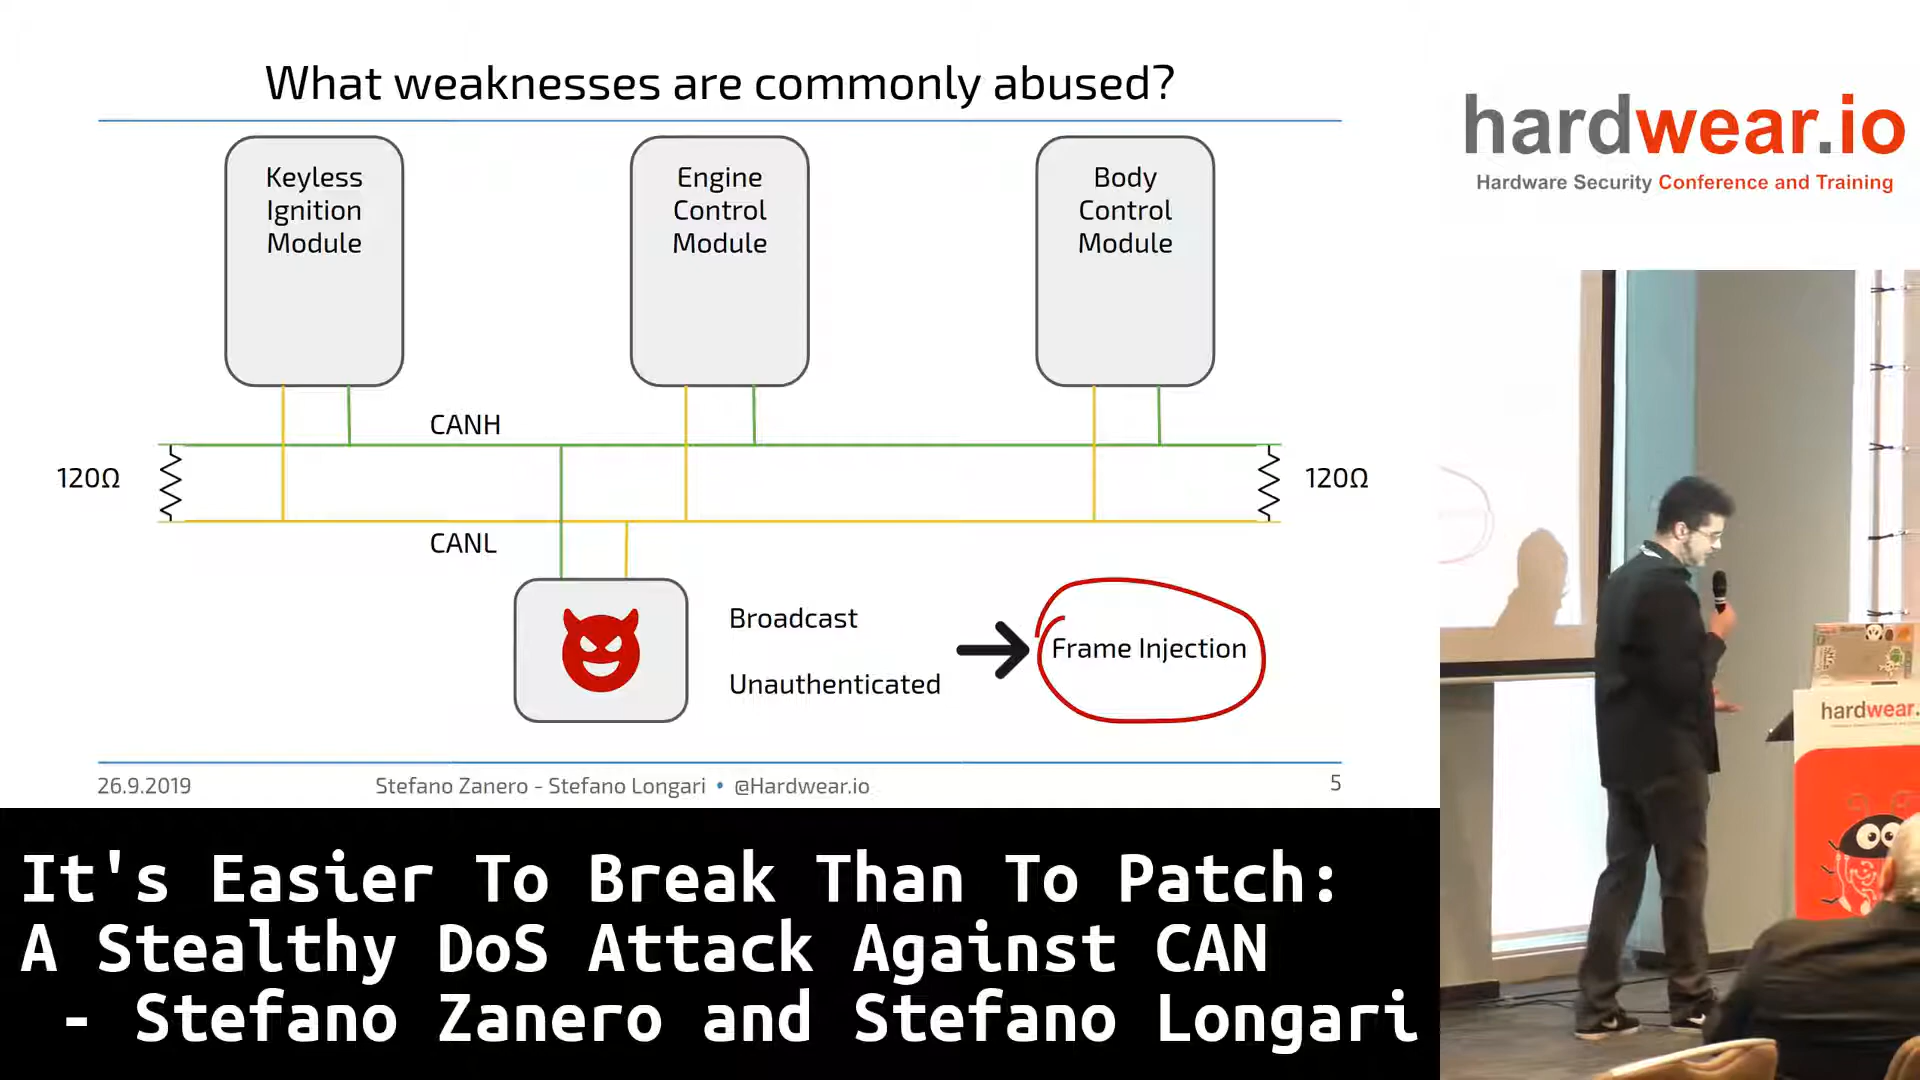 What weaknesses are commonly abused?
Keyless
Ignition
Module
Engine
Control
Module
Body
Control
Module
CANH
120Ω
120Ω
CANL
Broadcast
Unauthenticated
Frame Injection
26.9.2019
Stefano Zanero - Stefano Longari • @Hardwear.io
5
hardwear.io
Hardware Security Conference and Training
hardwear.
It's Easier To Break Than To Patch:
A Stealthy DoS Attack Against CAN
- Stefano Zanero and Stefano Longari